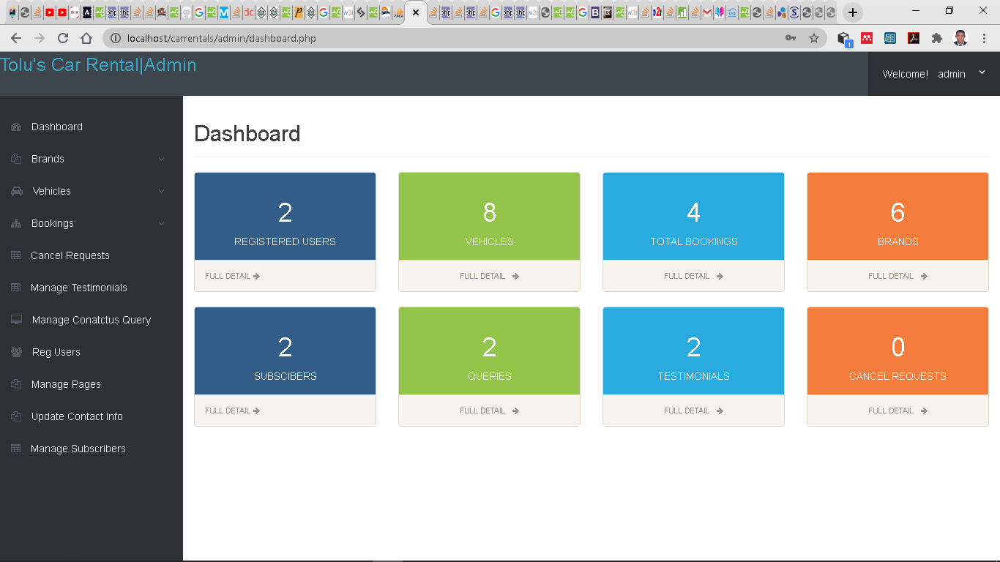 localhost/carrentals/admin/dashboard.php
1
Tolu's Car Rental|Admin
Welcome! admin
Dashboard
Brands
Vehicles
Bookings
Cancel Requests
Manage Testimonials
Manage Conatctus Query
Reg Users
Manage Pages
Update Contact Info
Manage Subscribers
Dashboard
2
REGISTERED USERS
FULL DETAIL
8
VEHICLES
FULL DETAIL
4
TOTAL BOOKINGS
FULL DETAIL
6
BRANDS
FULL DETAIL
2
SUBSCIBERS
FULL DETAIL
2
QUERIES
FULL DETAIL
2
TESTIMONIALS
FULL DETAIL
0
CANCEL REQUESTS
FULL DETAIL